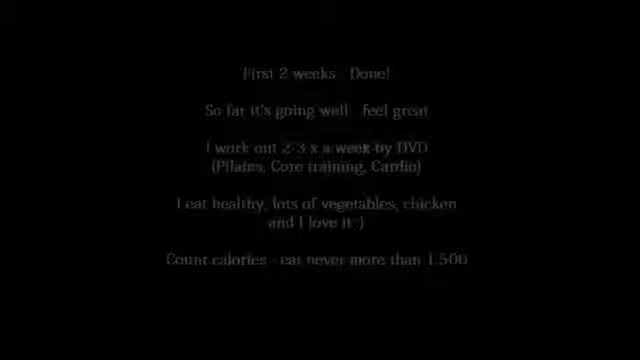 First 2 weeks - Done!
So far it's going well - feel great
I work out 2-3 x a week by DVD
(Pilates, Core training, Cardio)
I eat healthy, lots of vegetables, chicken
and I love it :)
Count calories - eat never more than 1.500